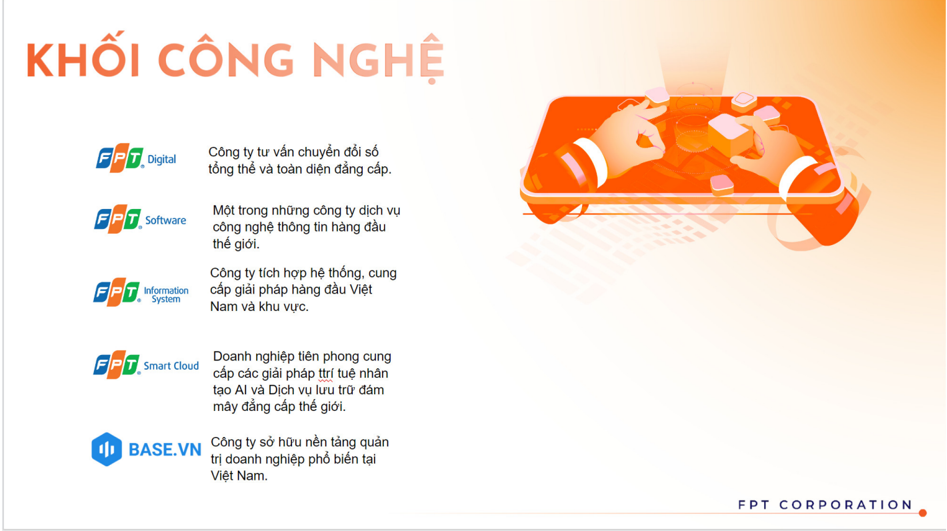 KHỐI CÔNG NGHỆ
FPT Digital
Công ty tư vấn chuyển đổi số
tổng thể và toàn diện đẳng cấp.
FPT Software
Một trong những công ty dịch vụ
công nghệ thông tin hàng đầu
thế giới.
FPT Information
System
Công ty tích hợp hệ thống, cung
cấp giải pháp hàng đầu Việt
Nam và khu vực.
FPT Smart Cloud
Doanh nghiệp tiên phong cung
cấp các giải pháp ttrí tuệ nhân
tạo AI và Dịch vụ lưu trữ đám
mây đẳng cấp thế giới.
BASE.VN
Công ty sở hữu nền tảng quản
trị doanh nghiệp phổ biến tại
Việt Nam.
FPT CORPORATION